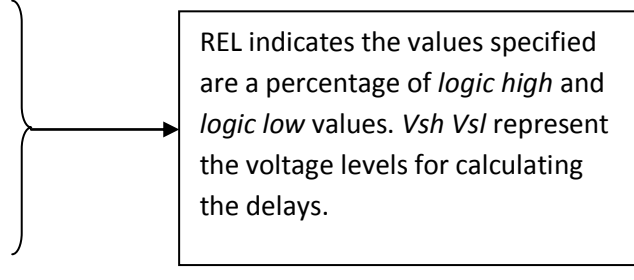 REL indicates the values specified
are a percentage of logic high and
logic low values. Vsh Vsl represent
the voltage levels for calculating
the delays.